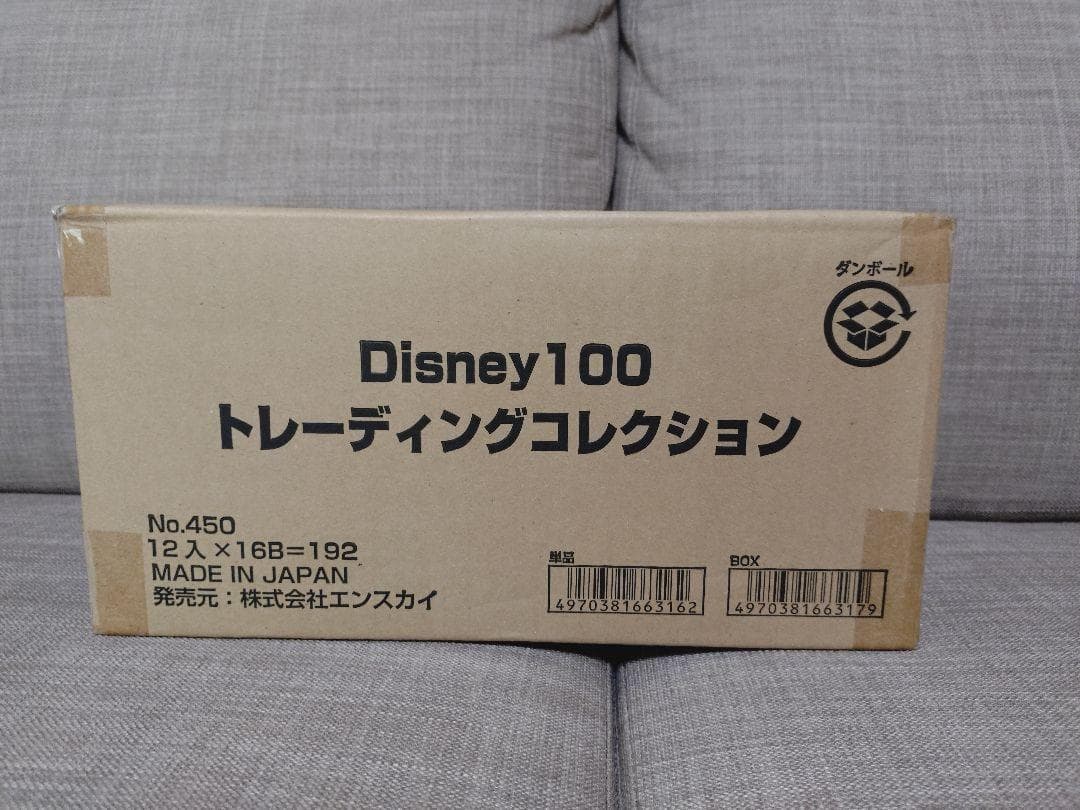 ダンボール
Disney100
トレーディングコレクション
No.450
12入×16B=192
MADE IN JAPAN
発売元：株式会社エンスカイ
単品
4970381663162
BOX
4970381663179